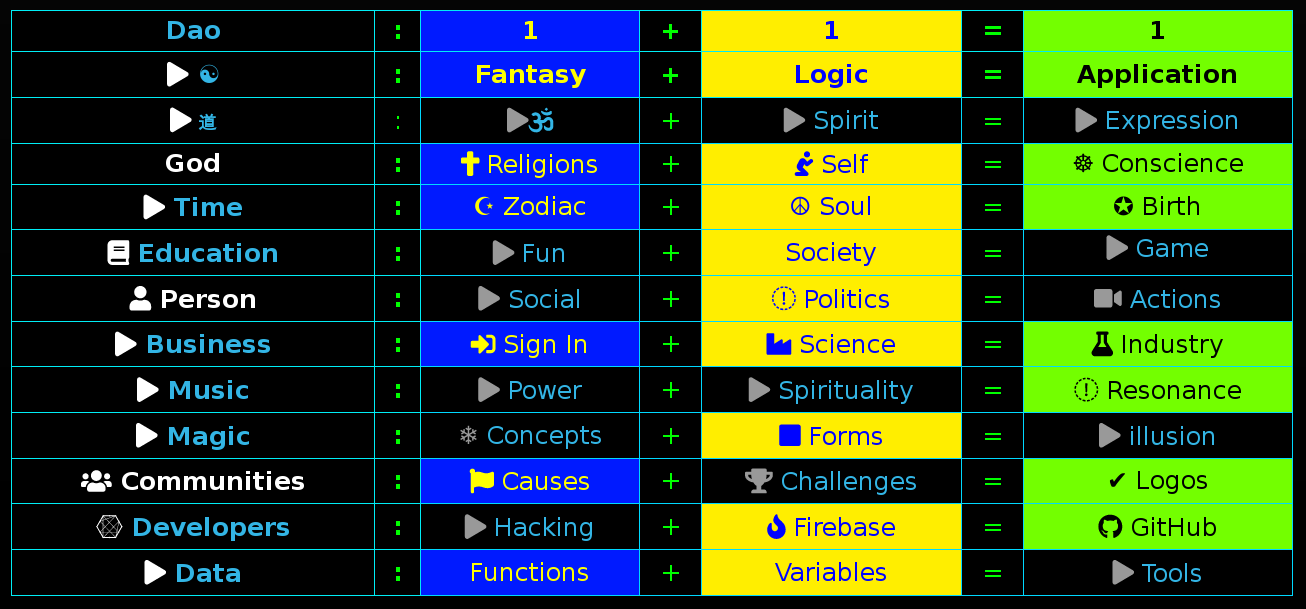 Dao : 1 + 1 = 1
▶ ☯ : Fantasy + Logic = Application
▶ 道 : ▶ ॐ + ▶ Spirit = ▶ Expression
God : ✝ Religions + Self = ☸ Conscience
▶ Time : ☪ Zodiac + ☮ Soul = ✪ Birth
Education : ▶ Fun + Society = ▶ Game
Person : ▶ Social + Politics = Actions
▶ Business : Sign In + Science = Industry
▶ Music : ▶ Power + ▶ Spirituality = Resonance
▶ Magic : ❄ Concepts + Forms = ▶ illusion
Communities : Causes + Challenges = ✔ Logos
Developers : ▶ Hacking + Firebase = GitHub
▶ Data : Functions + Variables = ▶ Tools